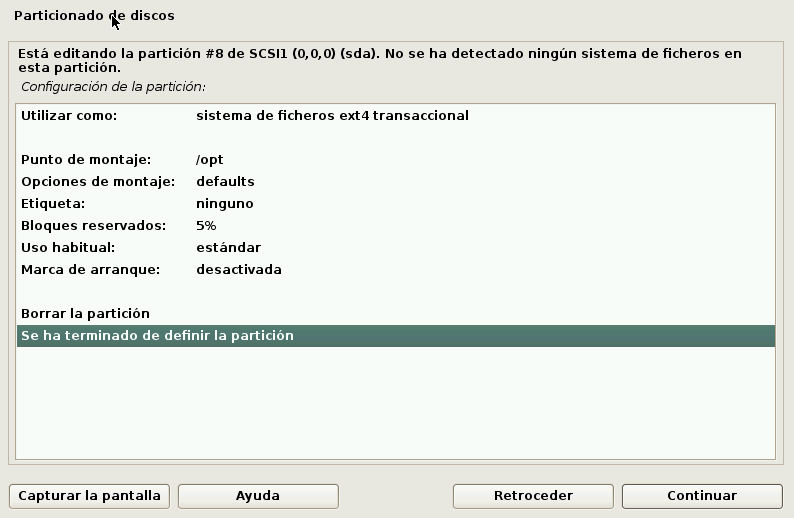 Particionado de discos
Está editando la partición #8 de SCSI1 (0,0,0) (sda). No se ha detectado ningún sistema de ficheros en
esta partición.
Configuración de la partición:
Utilizar como: sistema de ficheros ext4 transaccional
Punto de montaje: /opt
Opciones de montaje: defaults
Etiqueta: ninguno
Bloques reservados: 5%
Uso habitual: estándar
Marca de arranque: desactivada
Borrar la partición
Se ha terminado de definir la partición
Capturar la pantalla Ayuda Retroceder Continuar